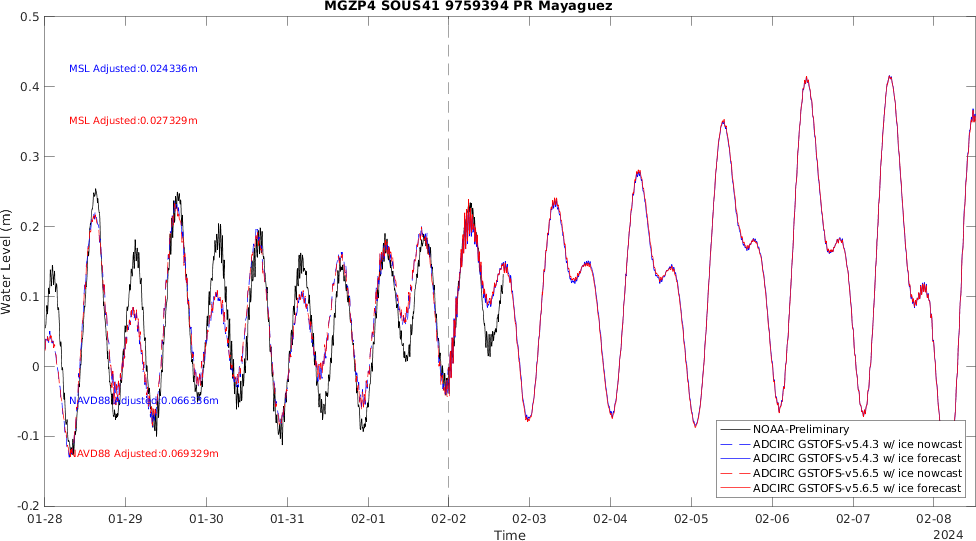 MGZP4 SOUS41 9759394 PR Mayaguez
0.5
0.4
0.3
0.2
0.1
0
-0.1
-0.2
Water Level (m)
MSL Adjusted:0.024336m
MSL Adjusted:0.027329m
NAVD88 Adjusted:0.066336m
NAVD88 Adjusted:0.069329m
NOAA-Preliminary
ADCIRC GSTOFS-v5.4.3 w/ ice nowcast
ADCIRC GSTOFS-v5.4.3 w/ ice forecast
ADCIRC GSTOFS-v5.6.5 w/ ice nowcast
ADCIRC GSTOFS-v5.6.5 w/ ice forecast
01-28 01-29 01-30 01-31 02-01 02-02 02-03 02-04 02-05 02-06 02-07 02-08
Time
2024